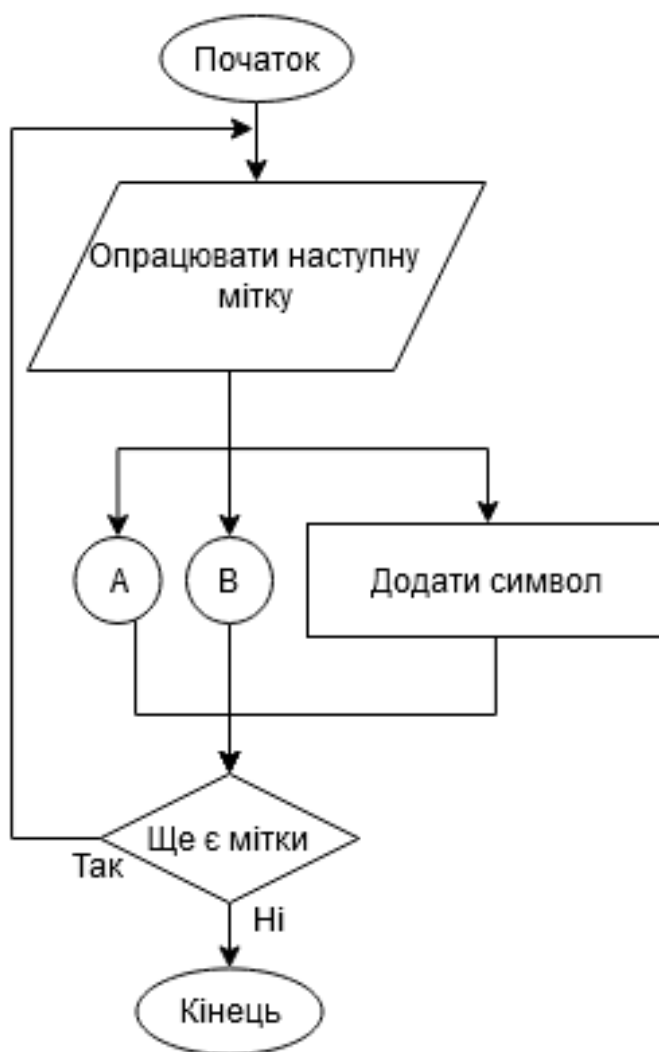 Початок
Опрацювати наступну
мітку
A
B
Додати символ
Ще є мітки
Так
Ні
Кінець